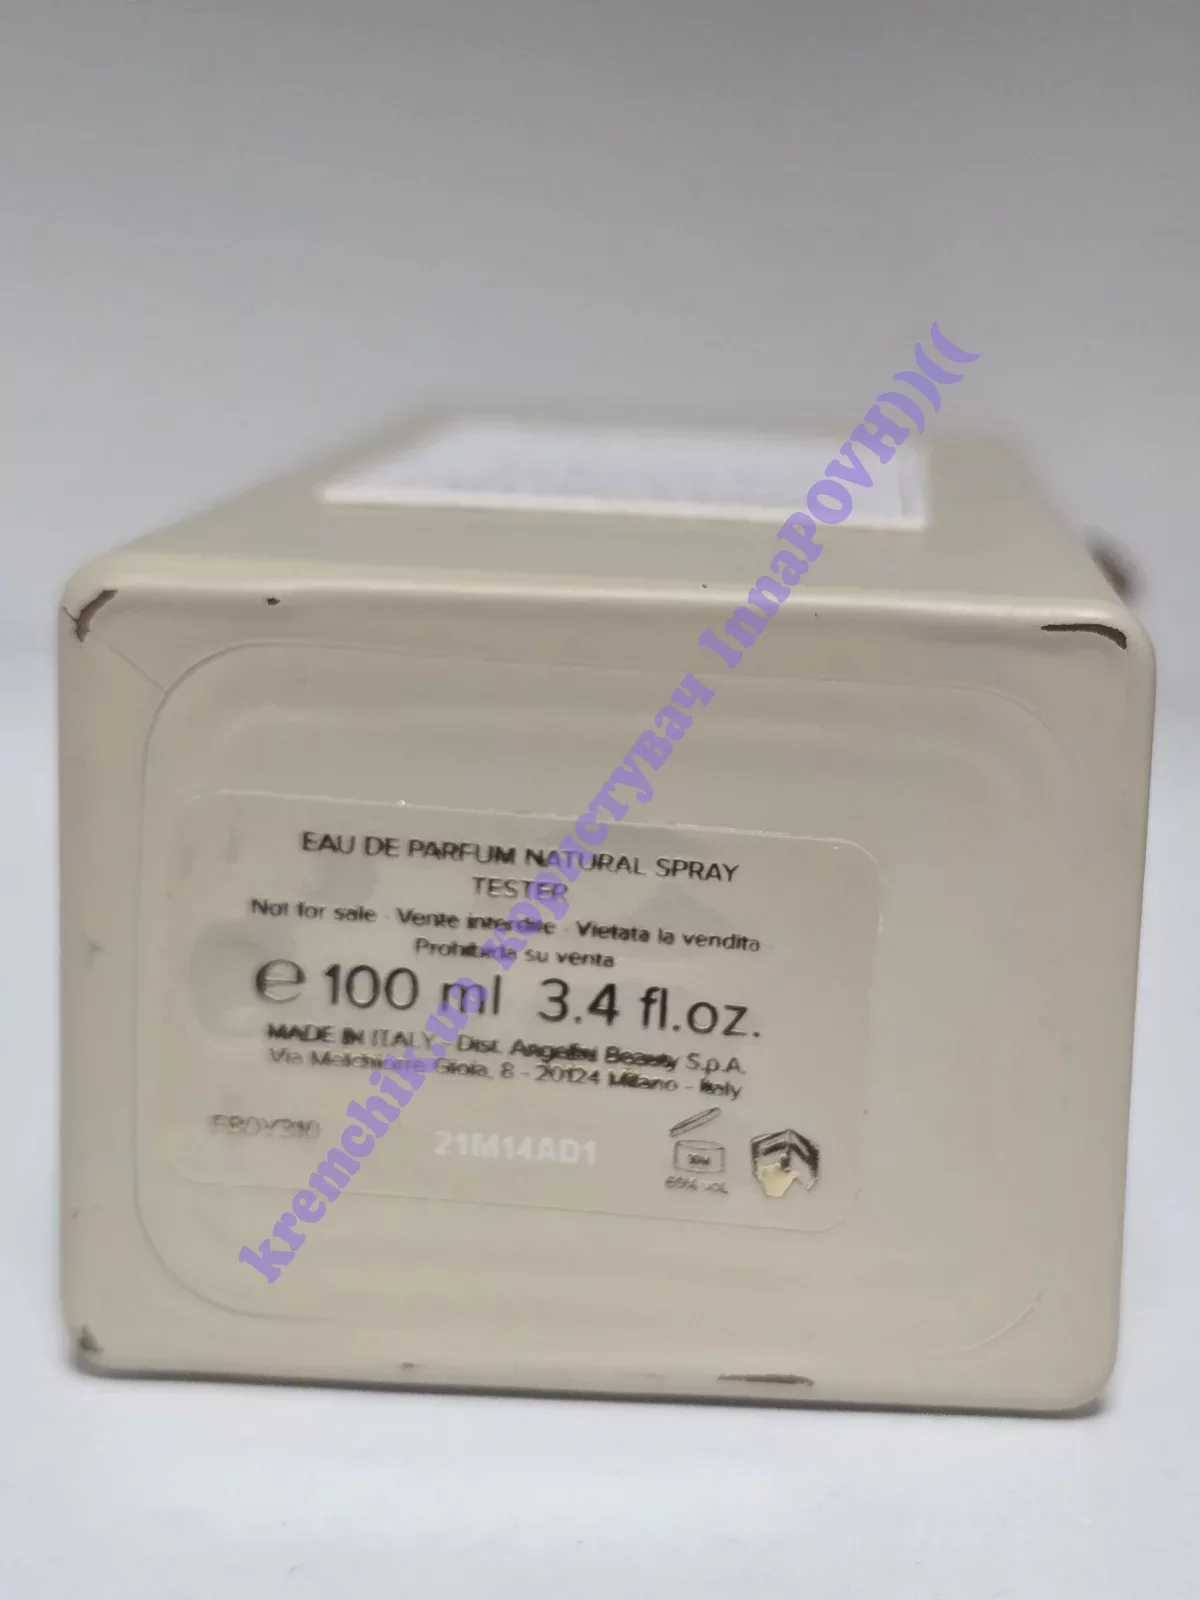 EAU DE PARFUM NATURAL SPRAY
TESTER
Not for sale - Vente interdite - Vietata la vendita -
Prohibida su venta
℮ 100 ml 3.4 fl.oz.
MADE IN ITALY - Dist. Angelini Beauty S.p.A.
Via Melchiorre Gioia, 8 - 20124 Milano - Italy
21M14AD1
kremchik.ua користуВач InnaPOVH))((